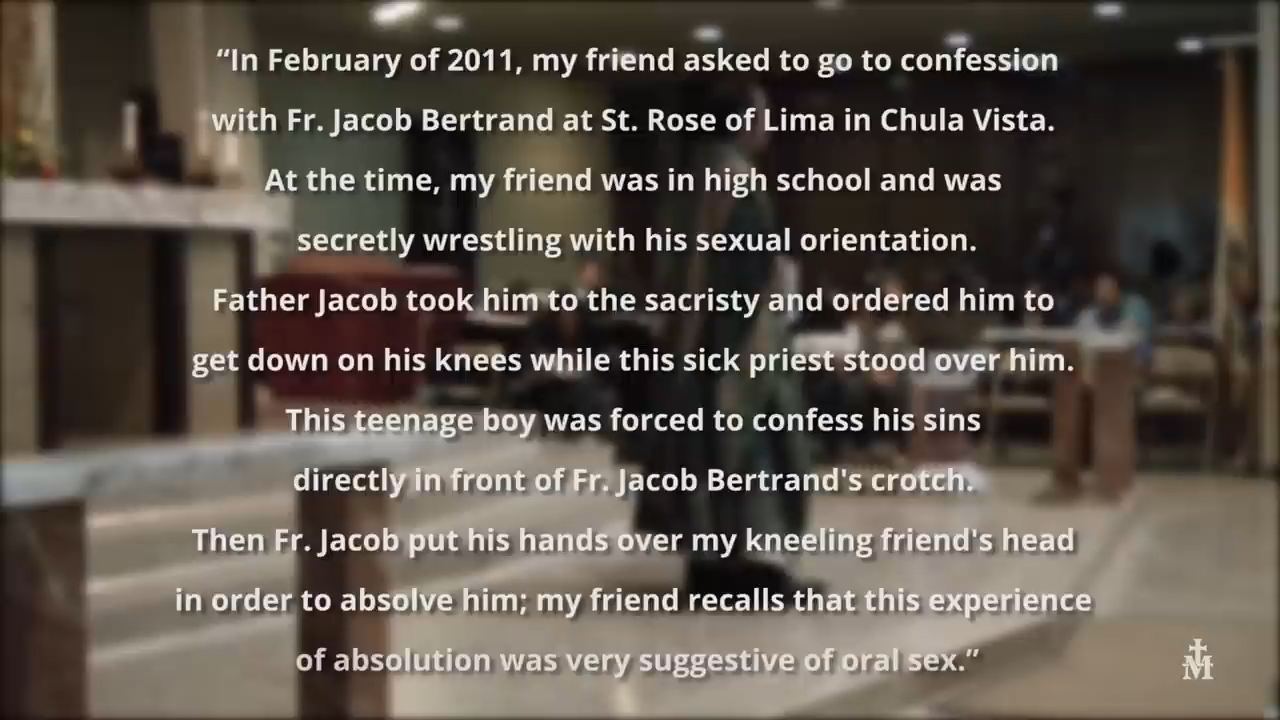 “In February of 2011, my friend asked to go to confession
with Fr. Jacob Bertrand at St. Rose of Lima in Chula Vista.
At the time, my friend was in high school and was
secretly wrestling with his sexual orientation.
Father Jacob took him to the sacristy and ordered him to
get down on his knees while this sick priest stood over him.
This teenage boy was forced to confess his sins
directly in front of Fr. Jacob Bertrand's crotch.
Then Fr. Jacob put his hands over my kneeling friend's head
in order to absolve him; my friend recalls that this experience
of absolution was very suggestive of oral sex.”
M